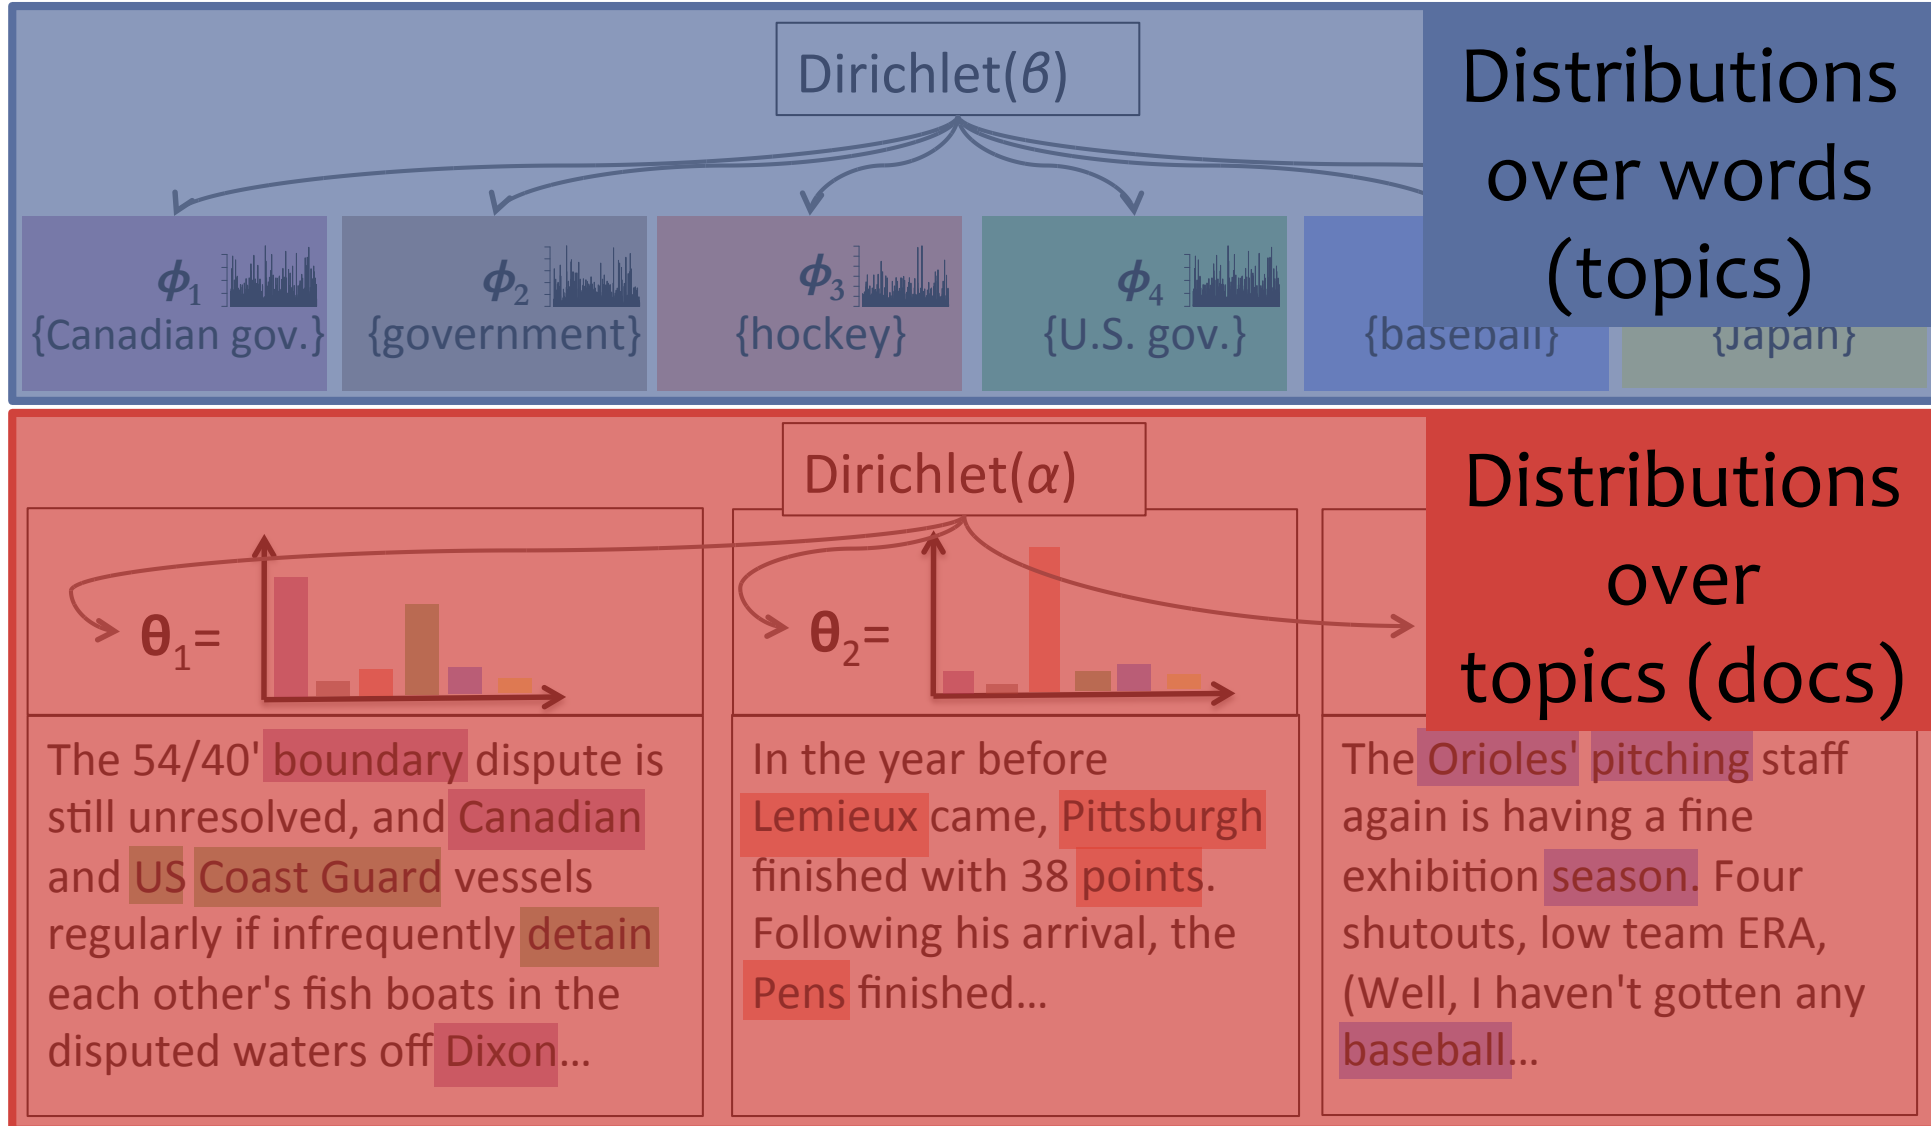 Dirichlet(β)
Distributions
over words
(topics)
ϕ1
ϕ2
ϕ3
ϕ4
{Canadian gov.}
{government}
{hockey}
{U.S. gov.}
{baseball}
{Japan}
Dirichlet(α)
Distributions
over
topics (docs)
θ1=
θ2=
The 54/40' boundary dispute is
still unresolved, and Canadian
and US Coast Guard vessels
regularly if infrequently detain
each other's fish boats in the
disputed waters off Dixon...
In the year before
Lemieux came, Pittsburgh
finished with 38 points.
Following his arrival, the
Pens finished...
The Orioles' pitching staff
again is having a fine
exhibition season. Four
shutouts, low team ERA,
(Well, I haven't gotten any
baseball...